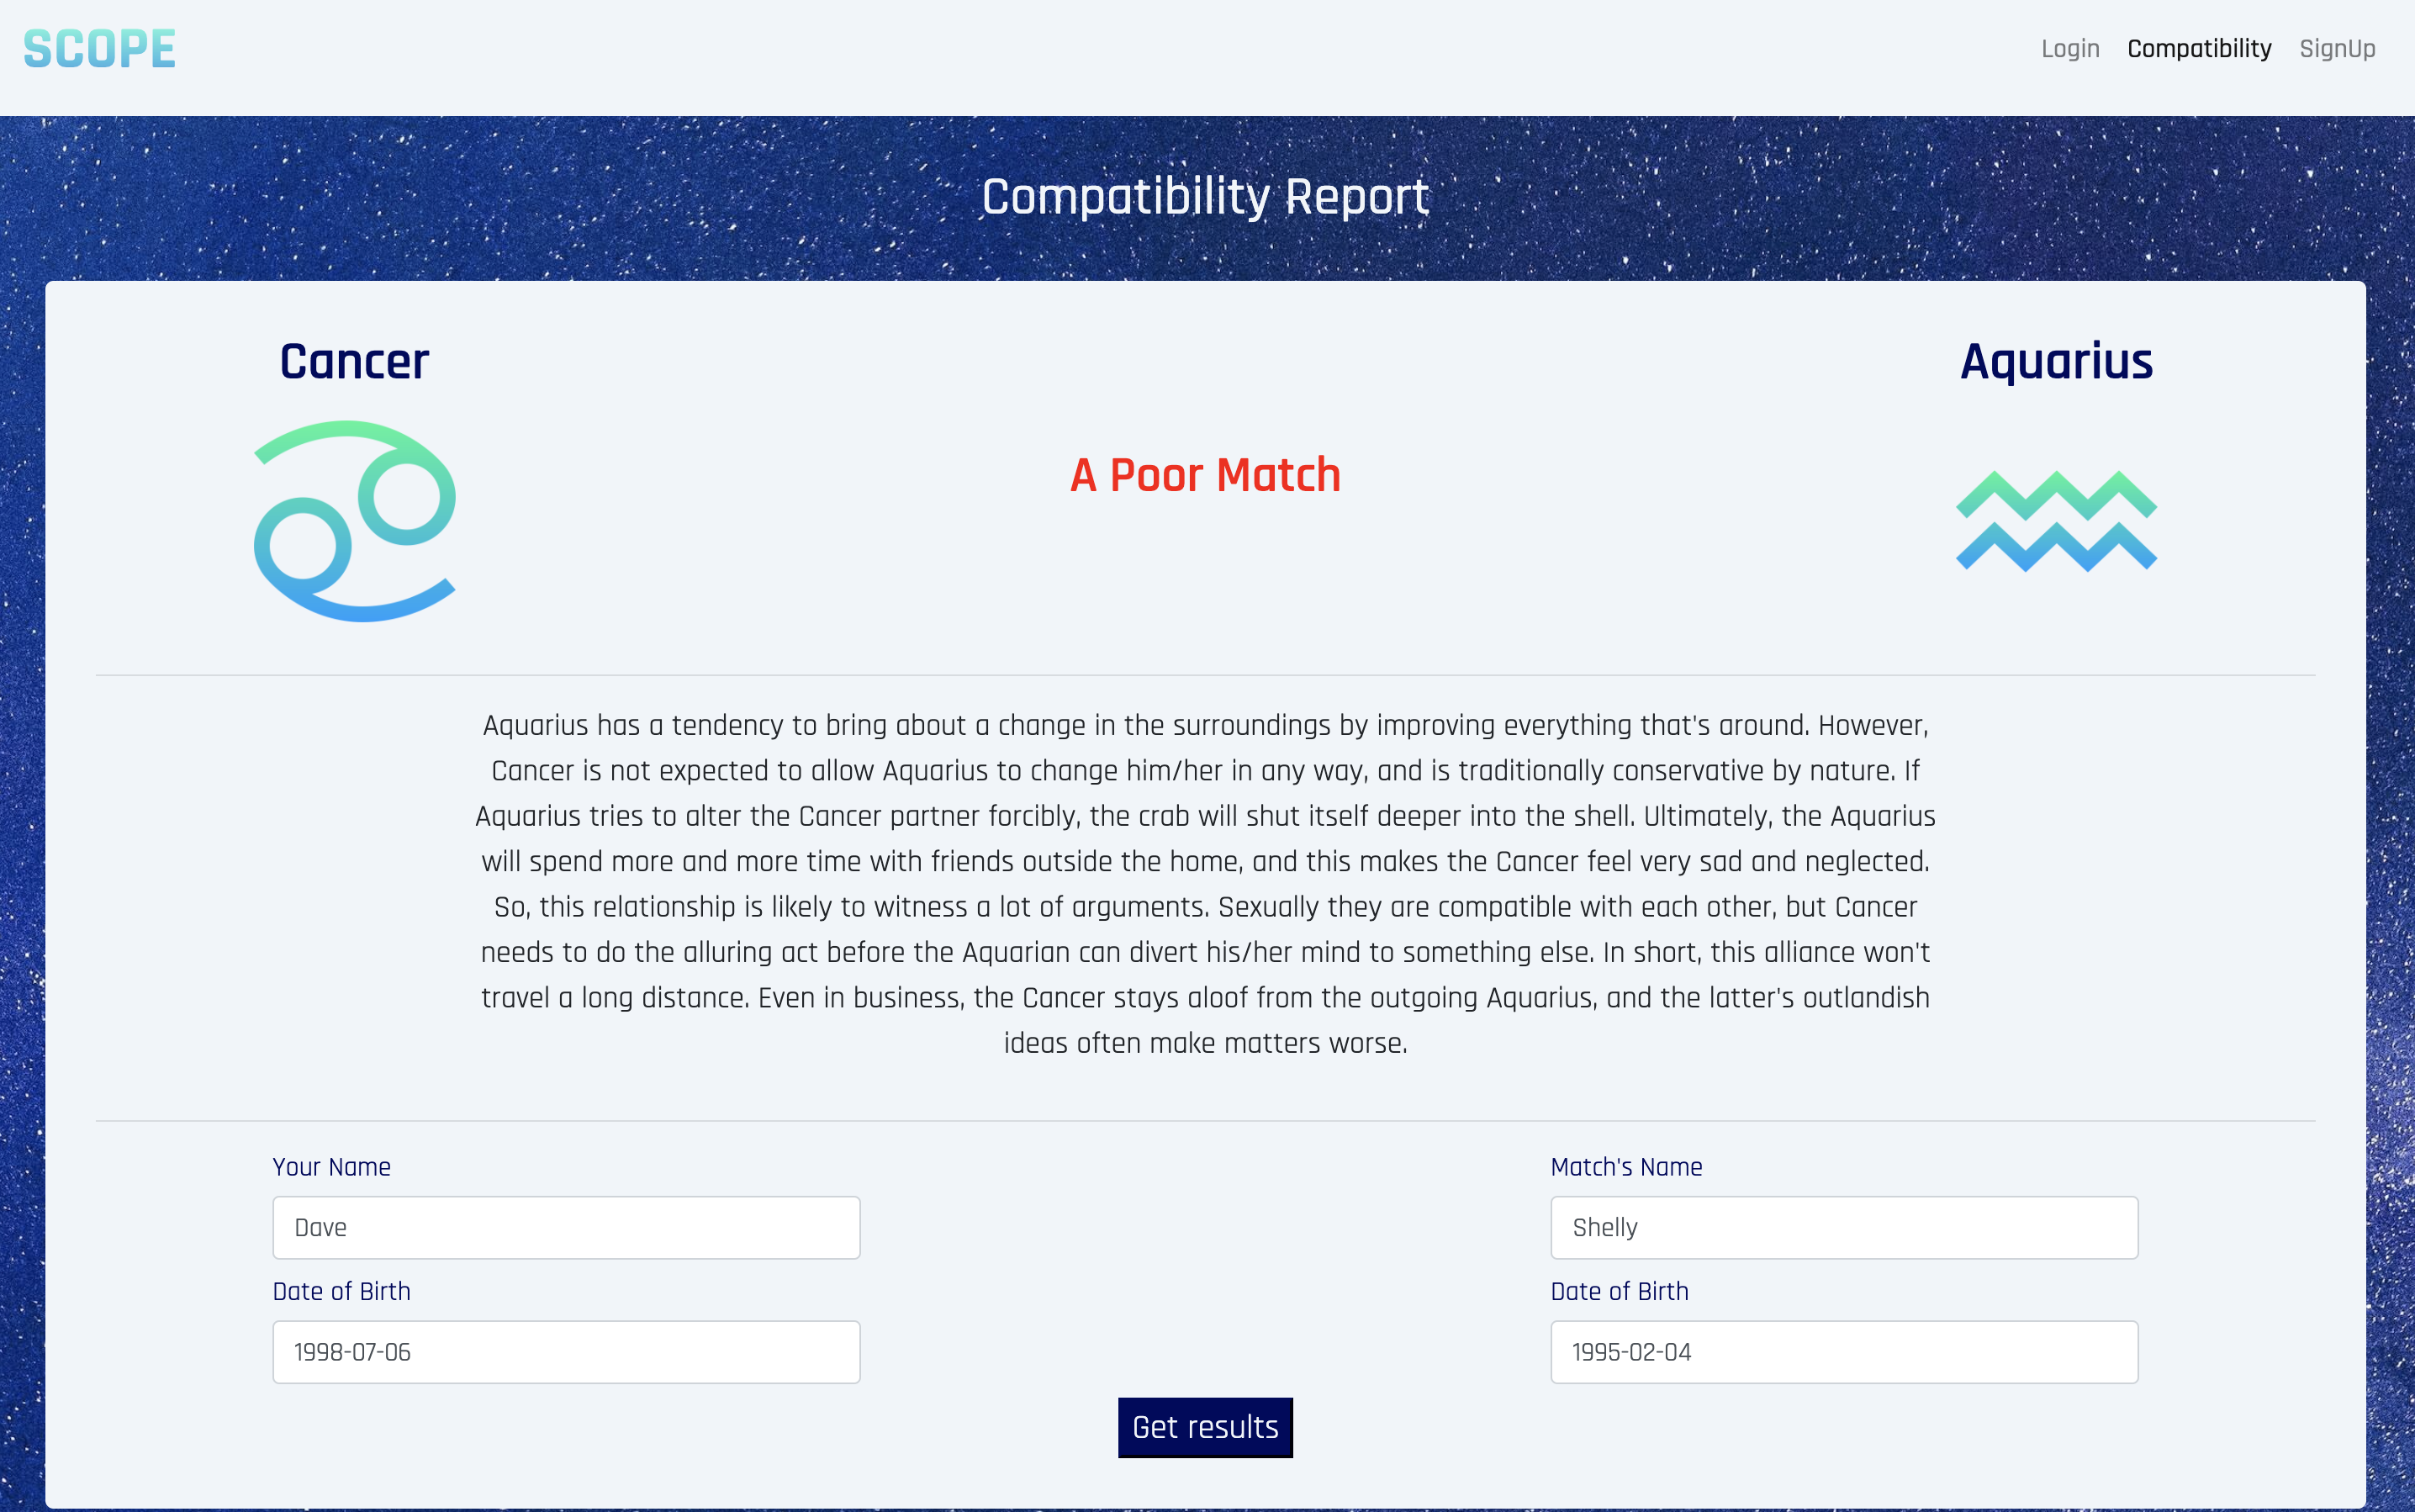 SCOPE
Login Compatibility SignUp
Compatibility Report
Cancer
Aquarius
A Poor Match
Aquarius has a tendency to bring about a change in the surroundings by improving everything that's around. However,
Cancer is not expected to allow Aquarius to change him/her in any way, and is traditionally conservative by nature. If
Aquarius tries to alter the Cancer partner forcibly, the crab will shut itself deeper into the shell. Ultimately, the Aquarius
will spend more and more time with friends outside the home, and this makes the Cancer feel very sad and neglected.
So, this relationship is likely to witness a lot of arguments. Sexually they are compatible with each other, but Cancer
needs to do the alluring act before the Aquarian can divert his/her mind to something else. In short, this alliance won't
travel a long distance. Even in business, the Cancer stays aloof from the outgoing Aquarius, and the latter's outlandish
ideas often make matters worse.
Your Name
Dave
Date of Birth
1998-07-06
Match's Name
Shelly
Date of Birth
1995-02-04
Get results